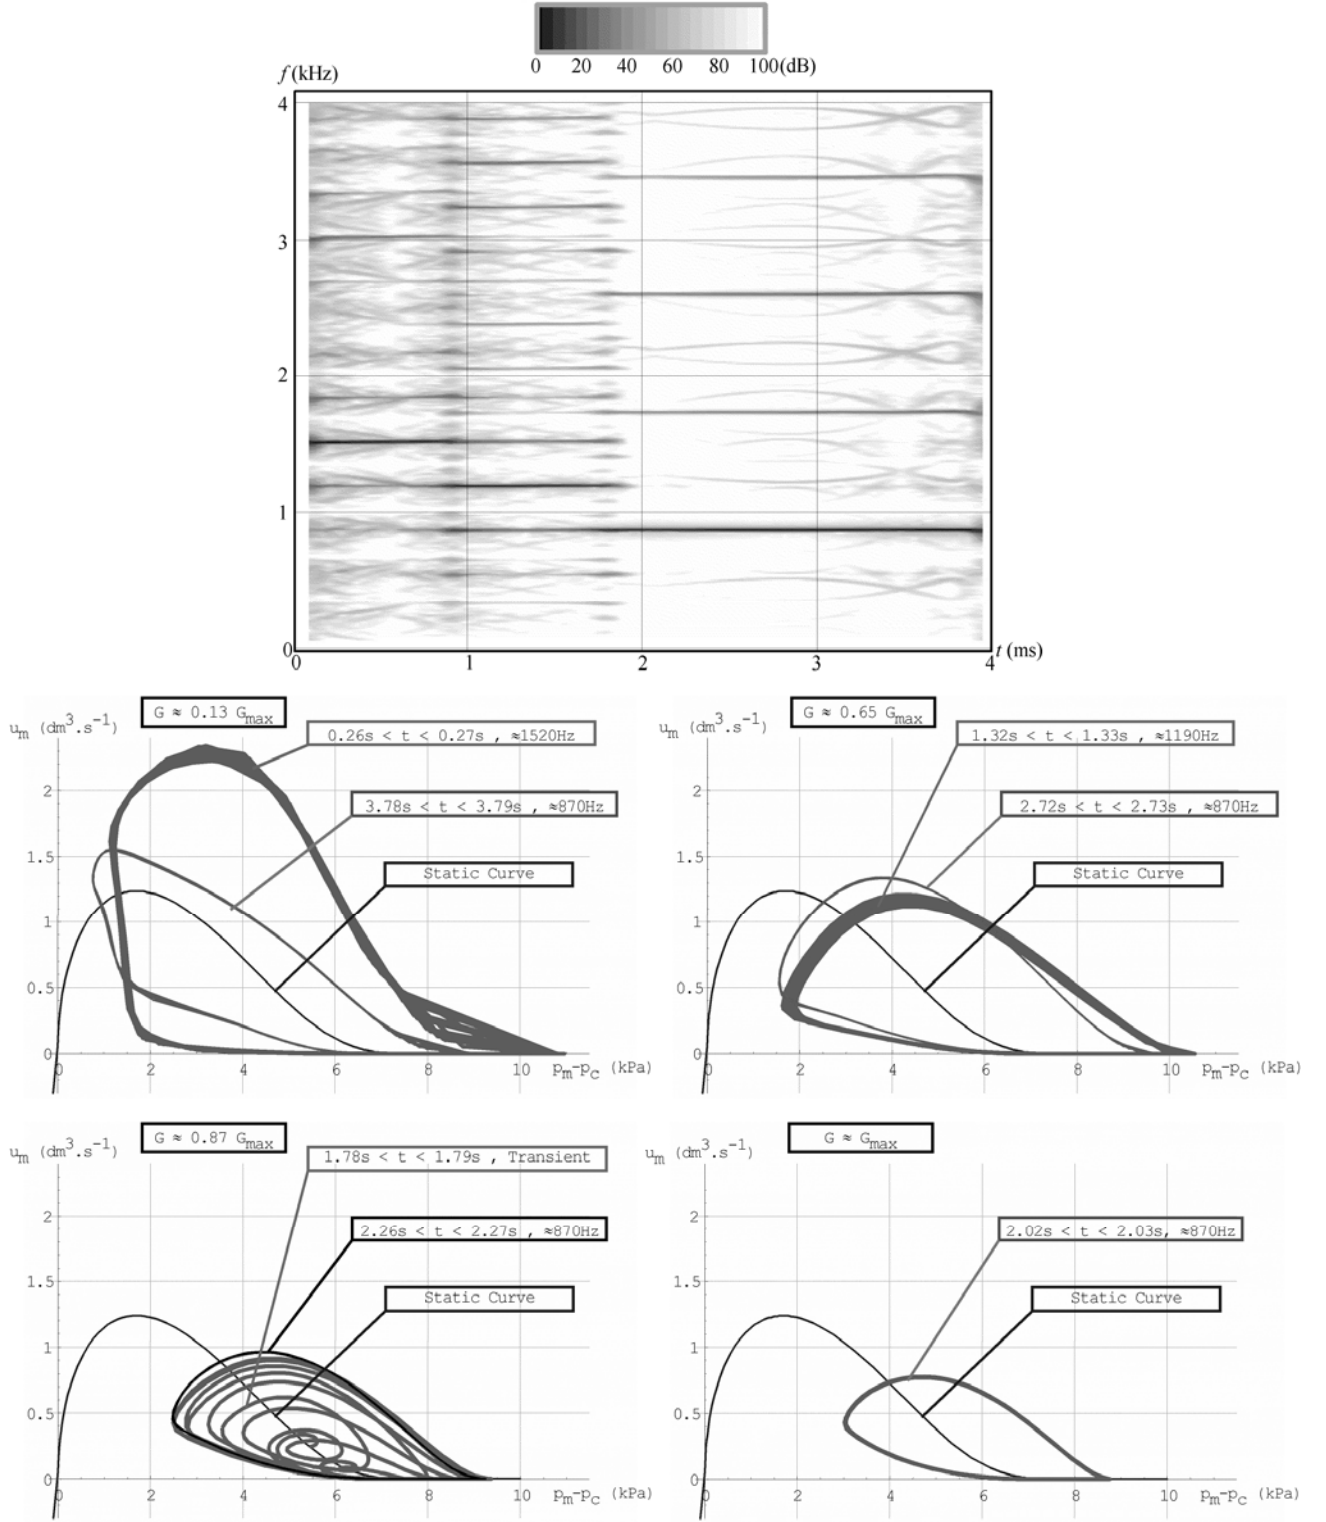 0 20 40 60 80 100(dB)
f (kHz)
4
3
2
1
0
0 1 2 3 4 t (ms)
G ≈ 0.13 Gmax
um (dm³.s⁻¹)
0.26s < t < 0.27s , ≈1520Hz
3.78s < t < 3.79s , ≈870Hz
Static Curve
2
1.5
1
0.5
0
0 2 4 6 8 10 pm-pc (kPa)
G ≈ 0.65 Gmax
um (dm³.s⁻¹)
1.32s < t < 1.33s , ≈1190Hz
2.72s < t < 2.73s , ≈870Hz
Static Curve
2
1.5
1
0.5
0
0 2 4 6 8 10 pm-pc (kPa)
G ≈ 0.87 Gmax
um (dm³.s⁻¹)
1.78s < t < 1.79s , Transient
2.26s < t < 2.27s , ≈870Hz
Static Curve
2
1.5
1
0.5
0
0 2 4 6 8 10 pm-pc (kPa)
G ≈ Gmax
um (dm³.s⁻¹)
2.02s < t < 2.03s, ≈870Hz
Static Curve
2
1.5
1
0.5
0
0 2 4 6 8 10 pm-pc (kPa)